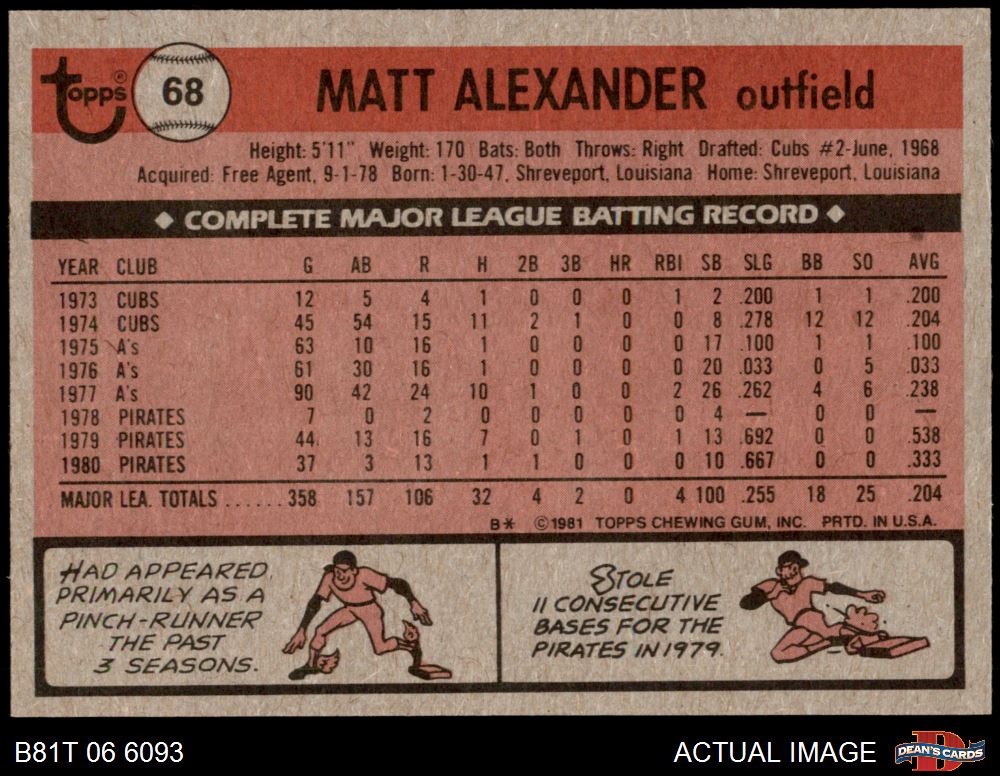 Topps® 68 MATT ALEXANDER outfield
Height: 5'11" Weight: 170 Bats: Both Throws: Right Drafted: Cubs #2-June, 1968
Acquired: Free Agent, 9-1-78 Born: 1-30-47, Shreveport, Louisiana Home: Shreveport, Louisiana
◆ COMPLETE MAJOR LEAGUE BATTING RECORD ◆
YEAR CLUB G AB R H 2B 3B HR RBI SB SLG BB SO AVG
1973 CUBS 12 5 4 1 0 0 0 1 2 .200 1 1 .200
1974 CUBS 45 54 15 11 2 1 0 0 8 .278 12 12 .204
1975 A's 63 10 16 1 0 0 0 0 17 .100 1 1 .100
1976 A's 61 30 16 1 0 0 0 0 20 .033 0 5 .033
1977 A's 90 42 24 10 1 0 0 2 26 .262 4 6 .238
1978 PIRATES 7 0 2 0 0 0 0 0 4 — 0 0 —
1979 PIRATES 44 13 16 7 0 1 0 1 13 .692 0 0 .538
1980 PIRATES 37 3 13 1 1 0 0 0 10 .667 0 0 .333
MAJOR LEA. TOTALS ...... 358 157 106 32 4 2 0 4 100 .255 18 25 .204
B* ©1981 TOPPS CHEWING GUM, INC. PRTD. IN U.S.A.
HAD APPEARED
PRIMARILY AS A
PINCH-RUNNER
THE PAST
3 SEASONS.
STOLE
11 CONSECUTIVE
BASES FOR THE
PIRATES IN 1979.
B81T 06 6093 ACTUAL IMAGE D DEAN'S CARDS